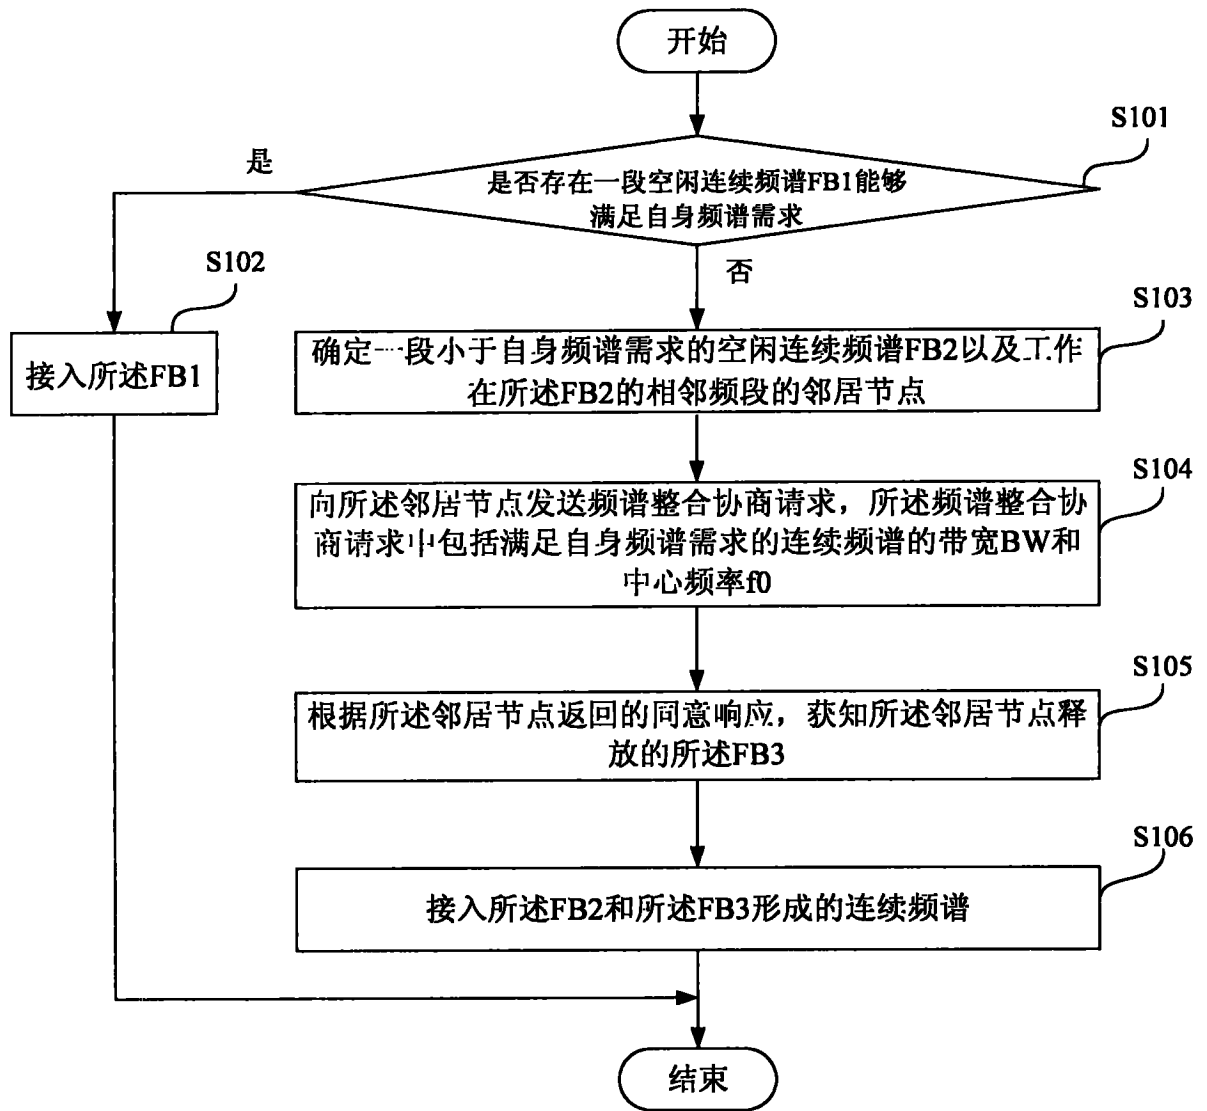 开始
S101
是
是否存在一段空闲连续频谱FB1能够
满足自身频谱需求
S102
否
S103
接入所述FB1
确定一段小于自身频谱需求的空闲连续频谱FB2以及工作
在所述FB2的相邻频段的邻居节点
S104
向所述邻居节点发送频谱整合协商请求，所述频谱整合协
商请求中包括满足自身频谱需求的连续频谱的带宽BW和
中心频率f0
S105
根据所述邻居节点返回的同意响应，获知所述邻居节点释
放的所述FB3
S106
接入所述FB2和所述FB3形成的连续频谱
结束